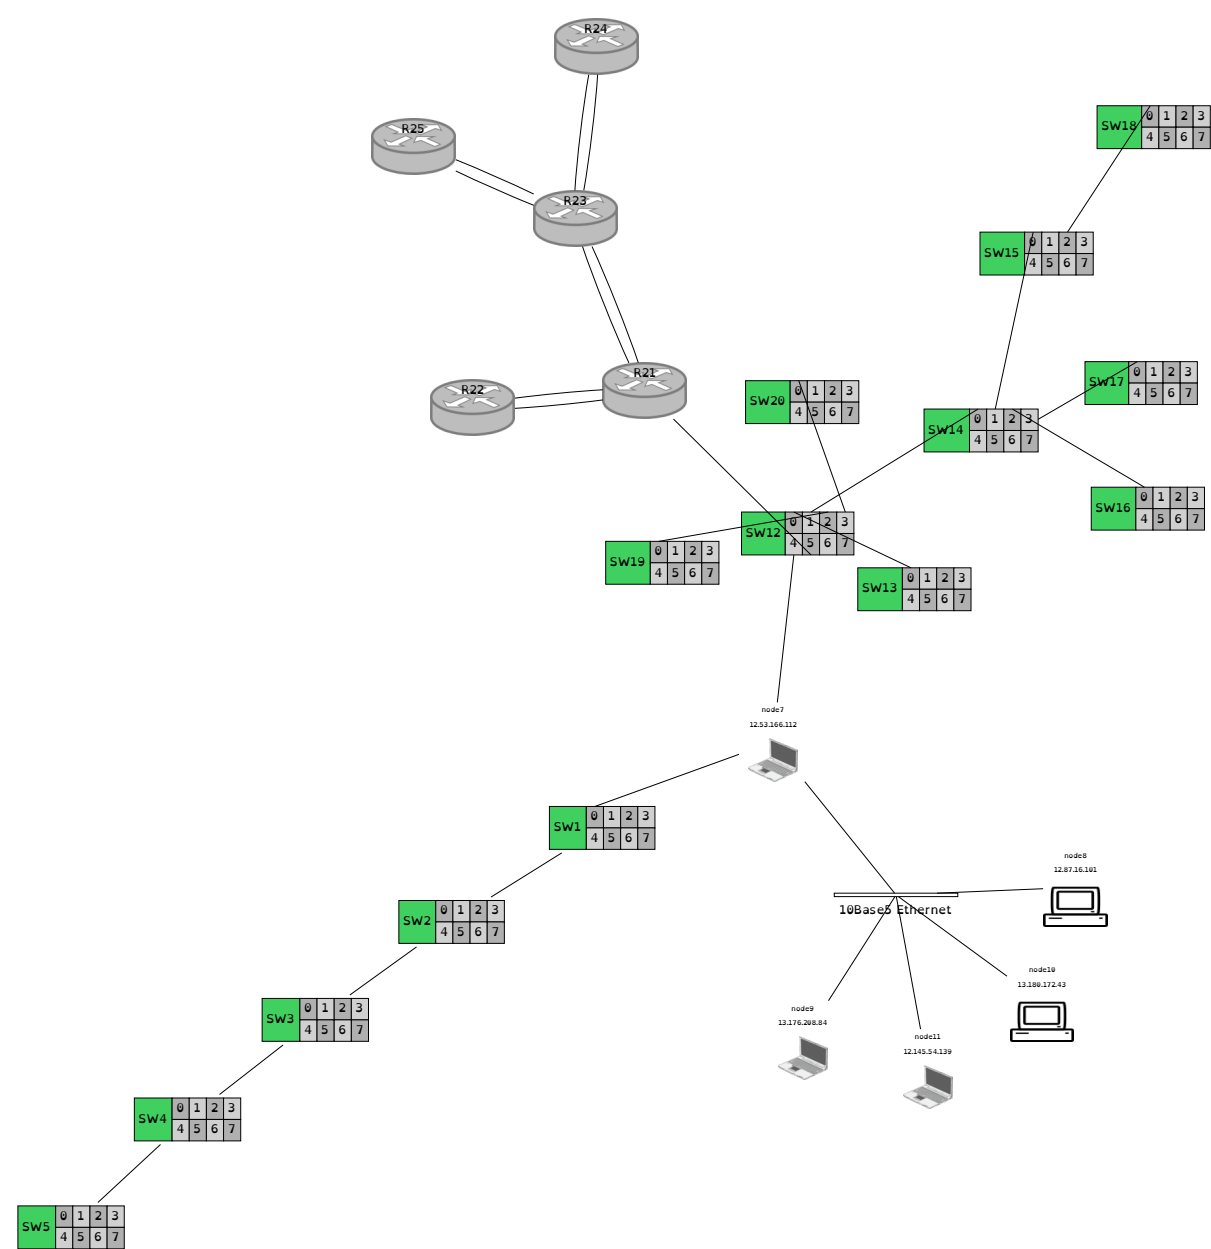 R24
R25
R23
R21
R22
SW18 0 1 2 3
4 5 6 7
SW15 0 1 2 3
4 5 6 7
SW17 0 1 2 3
4 5 6 7
SW20 0 1 2 3
4 5 6 7
SW14 0 1 2 3
4 5 6 7
SW16 0 1 2 3
4 5 6 7
SW12 0 1 2 3
4 5 6 7
SW19 0 1 2 3
4 5 6 7
SW13 0 1 2 3
4 5 6 7
node7
12.53.166.112
SW1 0 1 2 3
4 5 6 7
node8
12.87.16.101
10Base5 Ethernet
SW2 0 1 2 3
4 5 6 7
node10
13.180.172.43
node9
13.176.208.84
node11
12.145.54.139
SW3 0 1 2 3
4 5 6 7
SW4 0 1 2 3
4 5 6 7
SW5 0 1 2 3
4 5 6 7